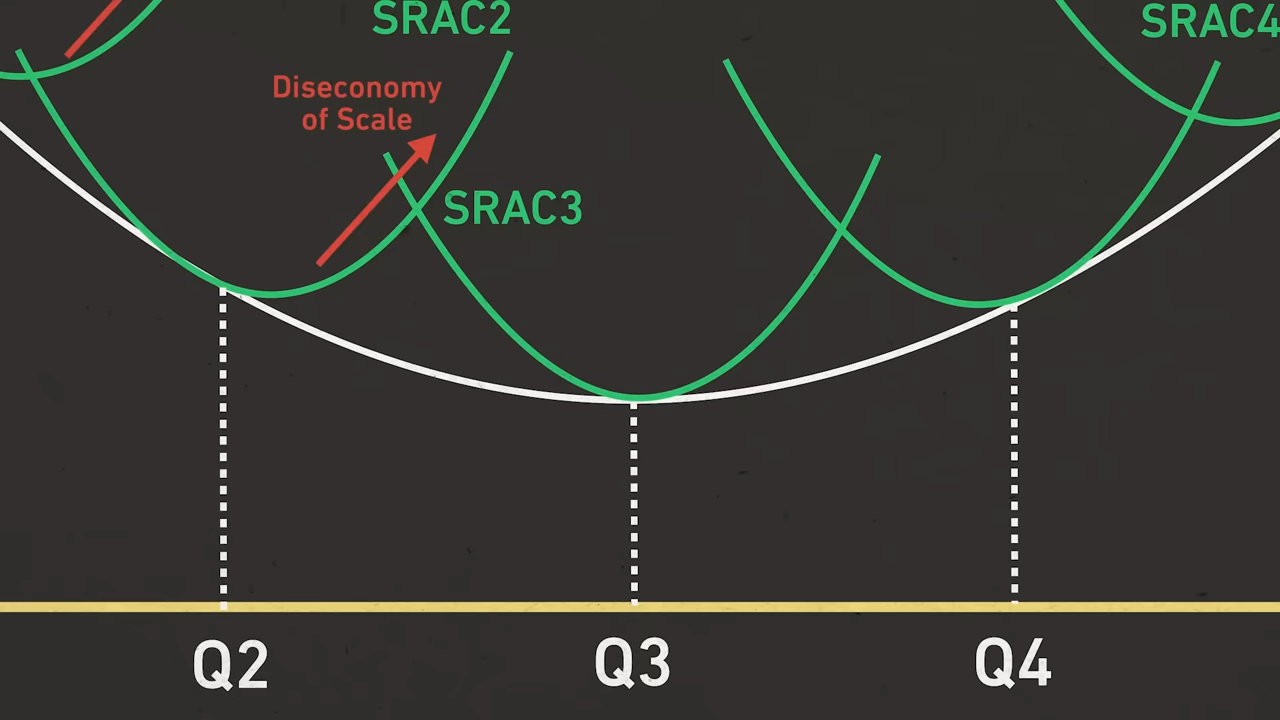 SRAC2
SRAC4
Diseconomy
of Scale
SRAC3
Q2
Q3
Q4